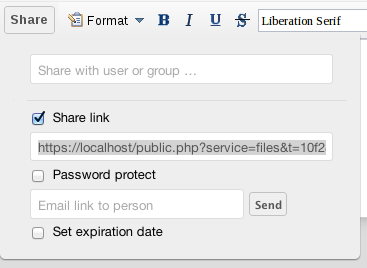 Share Format B I U S Liberation Serif
Share with user or group ...
Share link
https://localhost/public.php?service=files&t=10f2
Password protect
Email link to person Send
Set expiration date